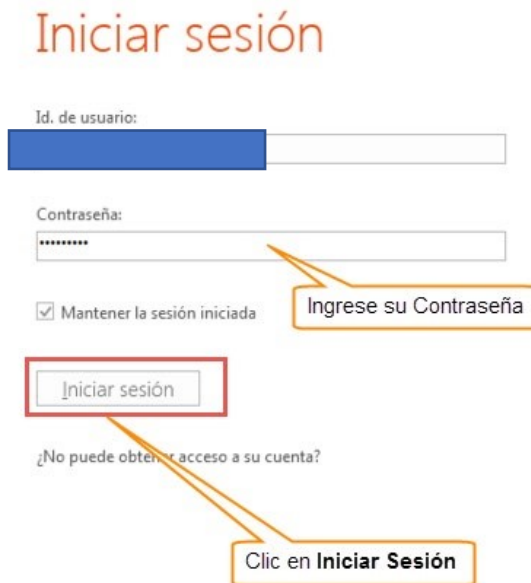 Iniciar sesión
Id. de usuario:
Contraseña:
•••••••••
Ingrese su Contraseña
Mantener la sesión iniciada
Iniciar sesión
¿No puede obtener acceso a su cuenta?
Clic en Iniciar Sesión